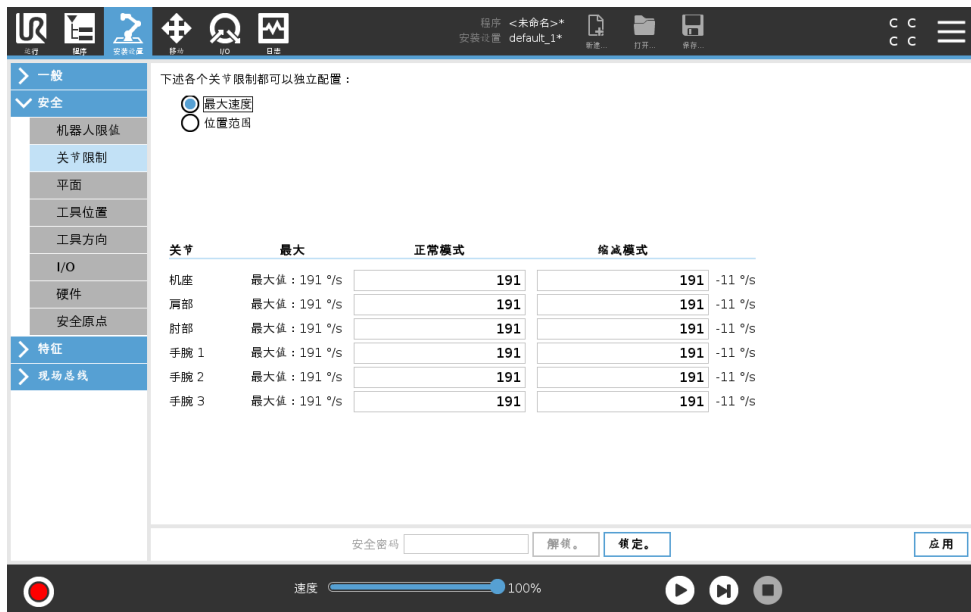 程序 <未命名>*
安装设置 default_1*
C C
C C
运行 程序 安装设置 移动 I/O 日志 新建... 打开... 保存...
一般
安全
机器人限值
关节限制
平面
工具位置
工具方向
I/O
硬件
安全原点
特征
现场总线
下述各个关节限制都可以独立配置：
最大速度
位置范围
关节 最大 正常模式 缩减模式
机座 最大值：191 °/s 191 191 -11 °/s
肩部 最大值：191 °/s 191 191 -11 °/s
肘部 最大值：191 °/s 191 191 -11 °/s
手腕 1 最大值：191 °/s 191 191 -11 °/s
手腕 2 最大值：191 °/s 191 191 -11 °/s
手腕 3 最大值：191 °/s 191 191 -11 °/s
安全密码 解锁。 锁定。 应用
速度 100%